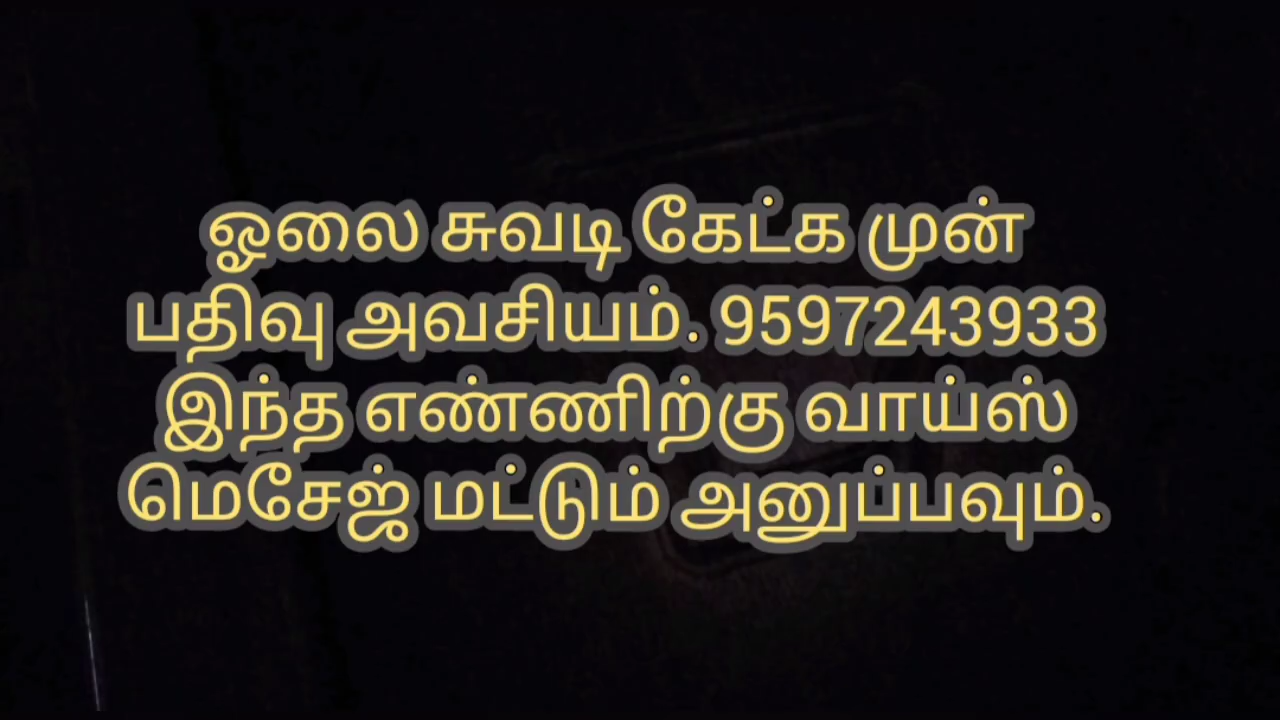 ஓலை சுவடி கேட்க முன்
பதிவு அவசியம். 9597243933
இந்த எண்ணிற்கு வாய்ஸ்
மெசேஜ் மட்டும் அனுப்பவும்.